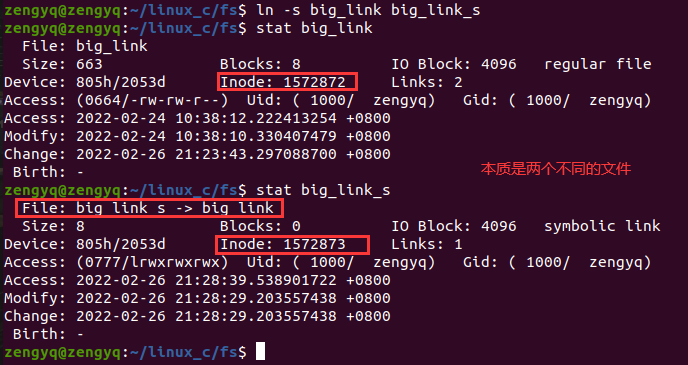 zengyq@zengyq:~/linux_c/fs$ ln -s big_link big_link_s
zengyq@zengyq:~/linux_c/fs$ stat big_link
  File: big_link
  Size: 663             Blocks: 8          IO Block: 4096   regular file
Device: 805h/2053d      Inode: 1572872     Links: 2
Access: (0664/-rw-rw-r--)  Uid: ( 1000/  zengyq)   Gid: ( 1000/  zengyq)
Access: 2022-02-24 10:38:12.222413254 +0800
Modify: 2022-02-24 10:38:10.330407479 +0800
Change: 2022-02-26 21:23:43.297088700 +0800
 Birth: -
本质是两个不同的文件
zengyq@zengyq:~/linux_c/fs$ stat big_link_s
  File: big_link_s -> big_link
  Size: 8               Blocks: 0          IO Block: 4096   symbolic link
Device: 805h/2053d      Inode: 1572873     Links: 1
Access: (0777/lrwxrwxrwx)  Uid: ( 1000/  zengyq)   Gid: ( 1000/  zengyq)
Access: 2022-02-26 21:28:39.538901722 +0800
Modify: 2022-02-26 21:28:29.203557438 +0800
Change: 2022-02-26 21:28:29.203557438 +0800
 Birth: -
zengyq@zengyq:~/linux_c/fs$